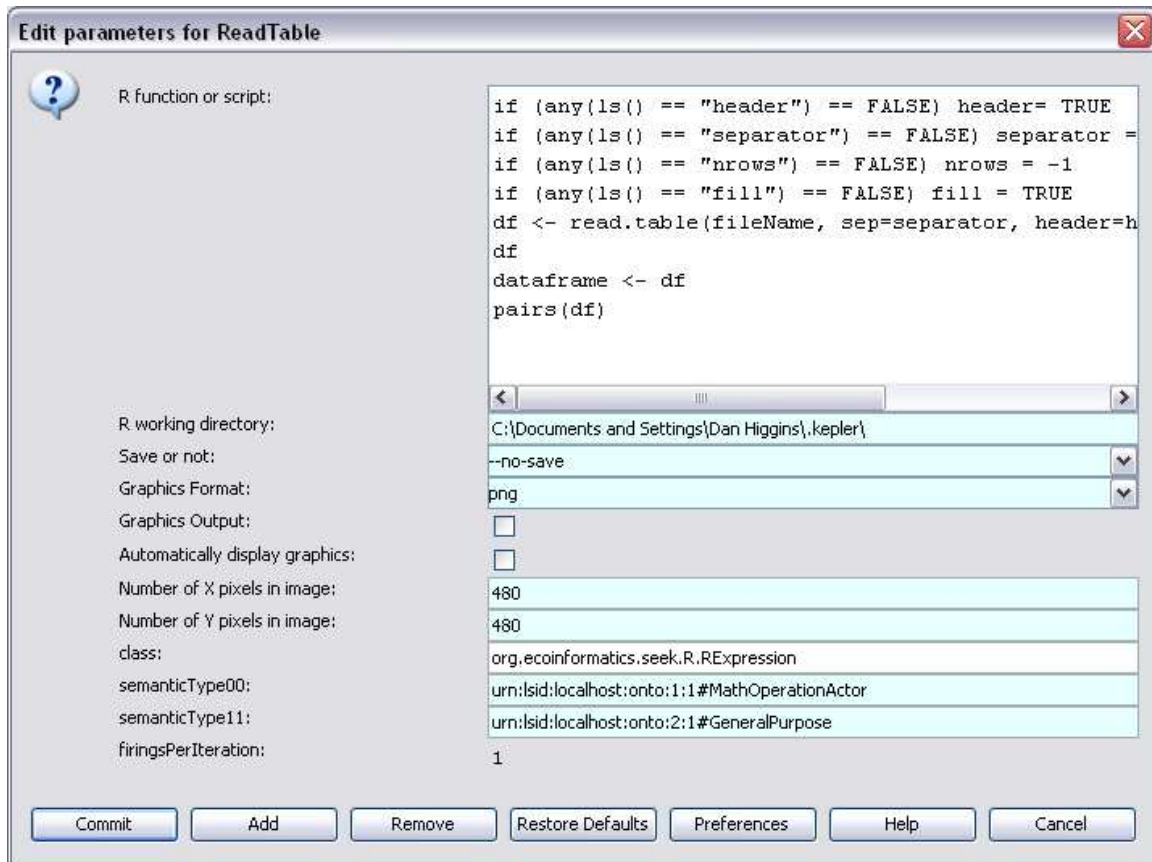 Edit parameters for ReadTable
R function or script:
if (any(ls() == "header") == FALSE) header= TRUE
if (any(ls() == "separator") == FALSE) separator =
if (any(ls() == "nrows") == FALSE) nrows = -1
if (any(ls() == "fill") == FALSE) fill = TRUE
df <- read.table(fileName, sep=separator, header=h
df
dataframe <- df
pairs(df)
R working directory: C:\Documents and Settings\Dan Higgins\.kepler\
Save or not: --no-save
Graphics Format: png
Graphics Output:
Automatically display graphics:
Number of X pixels in image: 480
Number of Y pixels in image: 480
class: org.ecoinformatics.seek.R.RExpression
semanticType00: urn:lsid:localhost:onto:1:1#MathOperationActor
semanticType11: urn:lsid:localhost:onto:2:1#GeneralPurpose
firingsPerIteration: 1
Commit Add Remove Restore Defaults Preferences Help Cancel